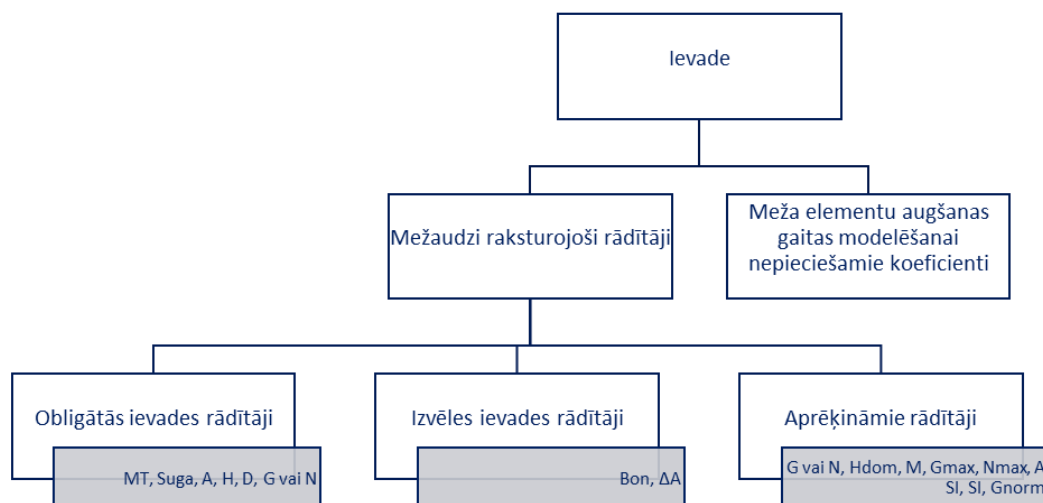 Ievade
Mežaudzi raksturojoši rādītāji
Meža elementu augšanas
gaitas modelēšanai
nepieciešamie koeficienti
Obligātās ievades rādītāji
MT, Suga, A, H, D, G vai N
Izvēles ievades rādītāji
Bon, ΔA
Aprēķināmie rādītāji
G vai N, Hdom, M, Gmax, Nmax, A
SI, SI, Gnorm